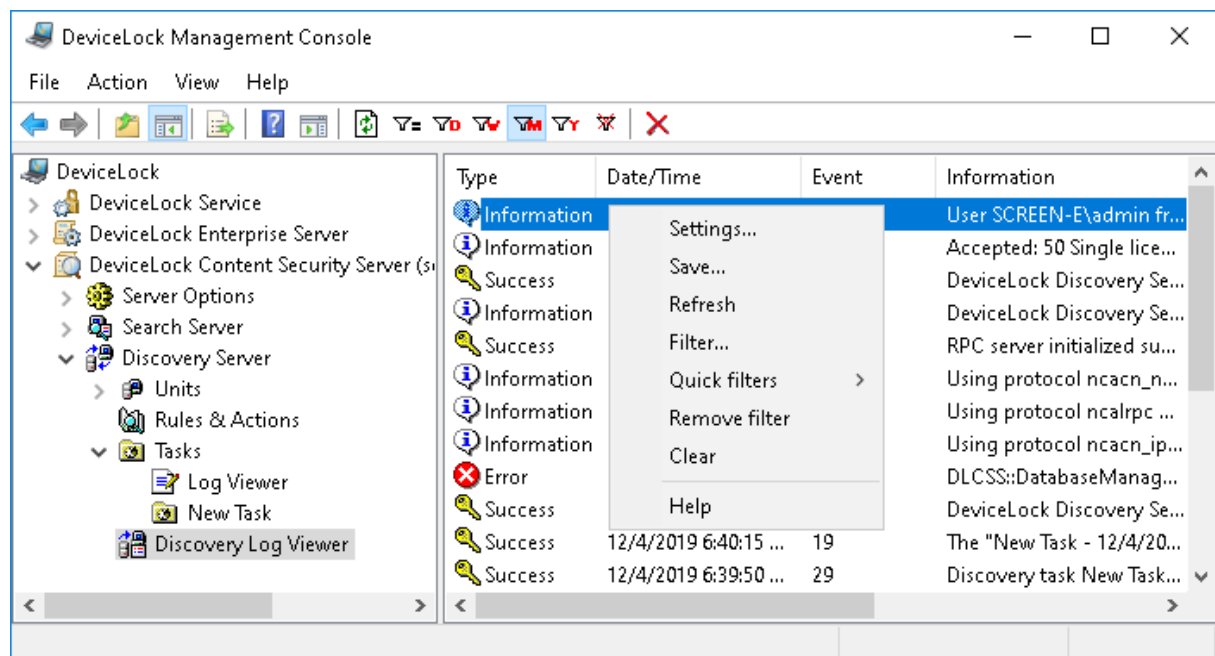 DeviceLock Management Console
File Action View Help
DeviceLock
DeviceLock Service
DeviceLock Enterprise Server
DeviceLock Content Security Server (s
Server Options
Search Server
Discovery Server
Units
Rules & Actions
Tasks
Log Viewer
New Task
Discovery Log Viewer
Type Date/Time Event Information
Information User SCREEN-E\admin fr...
Information Accepted: 50 Single lice...
Success DeviceLock Discovery Se...
Information DeviceLock Discovery Se...
Success RPC server initialized su...
Information Using protocol ncacn_n...
Information Using protocol ncalrpc ...
Information Using protocol ncacn_ip...
Error DLCSS::DatabaseManag...
Success DeviceLock Discovery Se...
Success 12/4/2019 6:40:15 ... 19 The "New Task - 12/4/20...
Success 12/4/2019 6:39:50 ... 29 Discovery task New Task...
Settings...
Save...
Refresh
Filter...
Quick filters
Remove filter
Clear
Help